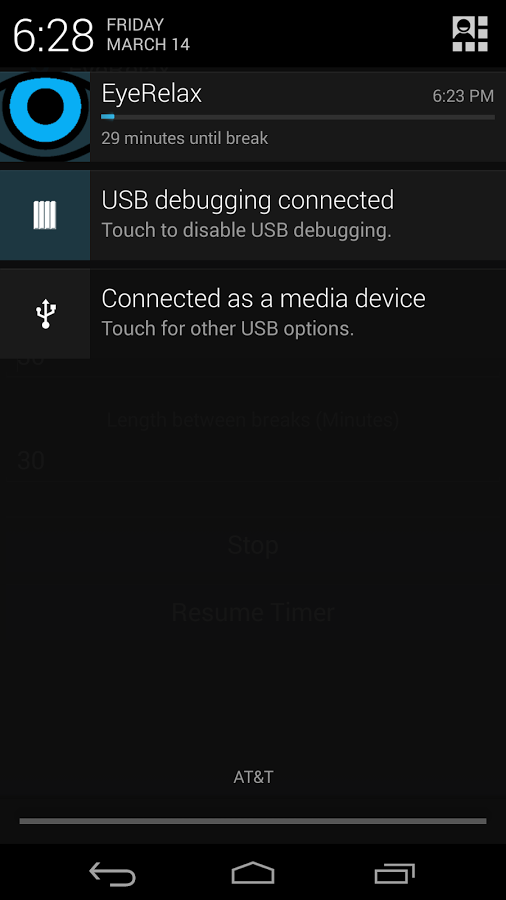 6:28
FRIDAY
MARCH 14
EyeRelax
6:23 PM
29 minutes until break
USB debugging connected
Touch to disable USB debugging.
Connected as a media device
Touch for other USB options.
Length between breaks (Minutes)
30
Stop
Resume Timer
AT&T